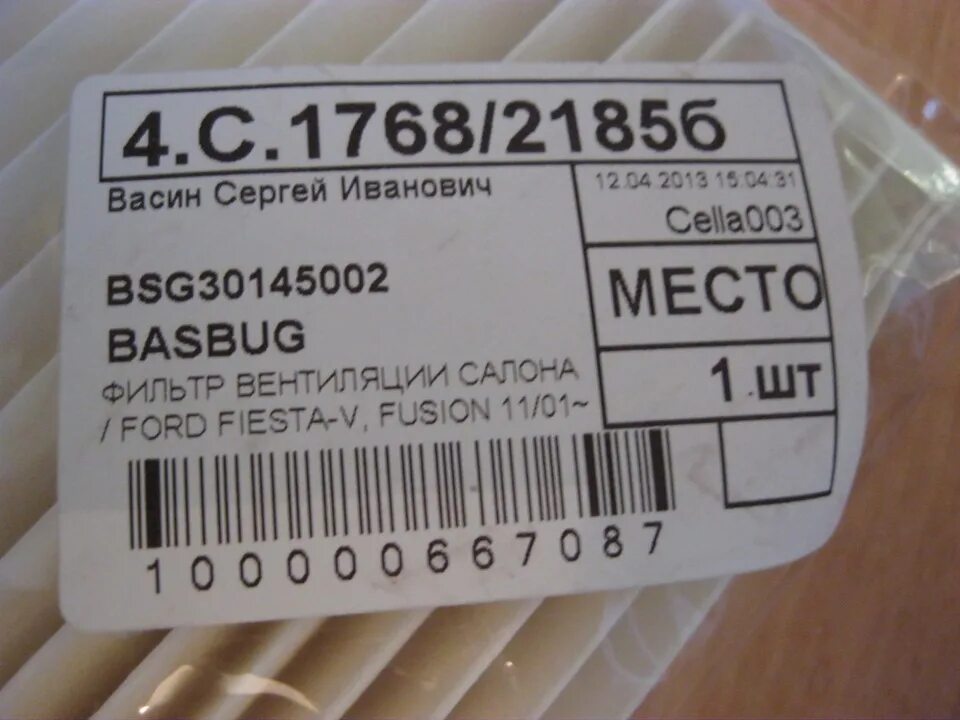 4.C.1768/2185б
Васин Сергей Иванович
12.04.2013 15:04:31
Cella003
BSG30145002
BASBUG
МЕСТО
ФИЛЬТР ВЕНТИЛЯЦИИ САЛОНА
/ FORD FIESTA-V, FUSION 11/01~
1 шт
100000667087